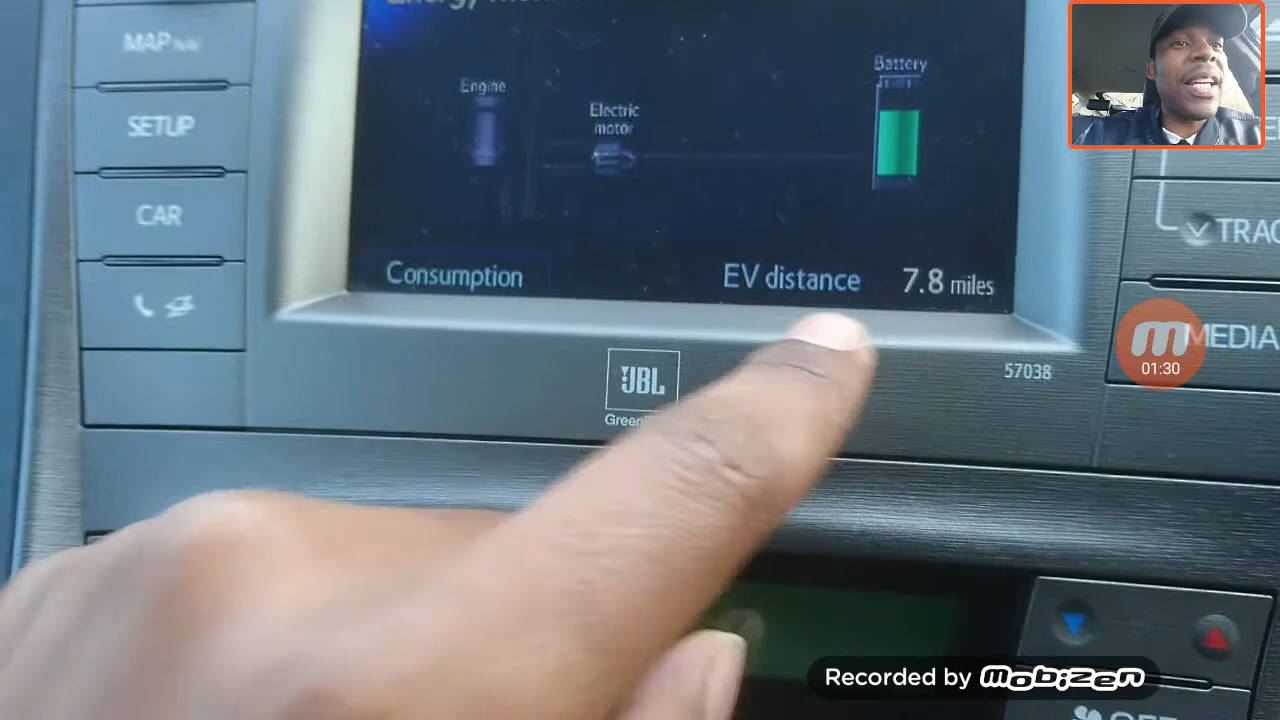 MAP
SETUP
CAR
Engine
Electric
motor
Battery
Consumption
EV distance 7.8 miles
JBL
57038
MEDIA
01:30
Recorded by mobizen